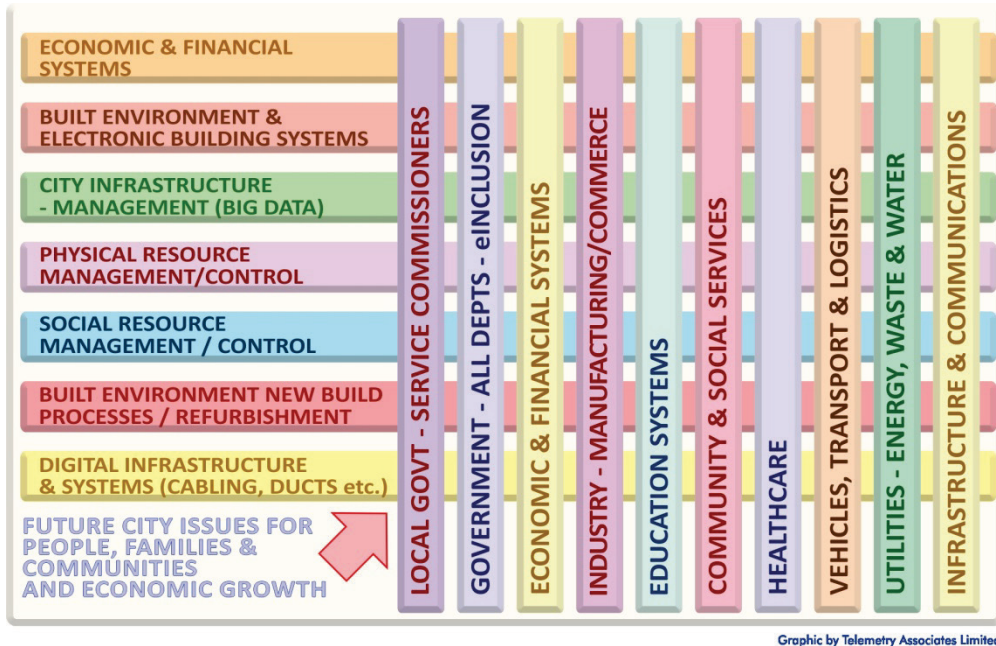 ECONOMIC & FINANCIAL
SYSTEMS
BUILT ENVIRONMENT &
ELECTRONIC BUILDING SYSTEMS
CITY INFRASTRUCTURE
- MANAGEMENT (BIG DATA)
PHYSICAL RESOURCE
MANAGEMENT/CONTROL
SOCIAL RESOURCE
MANAGEMENT / CONTROL
BUILT ENVIRONMENT NEW BUILD
PROCESSES / REFURBISHMENT
DIGITAL INFRASTRUCTURE
& SYSTEMS (CABLING, DUCTS etc.)
FUTURE CITY ISSUES FOR
PEOPLE, FAMILIES &
COMMUNITIES
AND ECONOMIC GROWTH
LOCAL GOVT - SERVICE COMMISSIONERS
GOVERNMENT - ALL DEPTS - eINCLUSION
ECONOMIC & FINANCIAL SYSTEMS
INDUSTRY - MANUFACTURING/COMMERCE
EDUCATION SYSTEMS
COMMUNITY & SOCIAL SERVICES
HEALTHCARE
VEHICLES, TRANSPORT & LOGISTICS
UTILITIES - ENERGY, WASTE & WATER
INFRASTRUCTURE & COMMUNICATIONS
Graphic by Telemetry Associates Limited